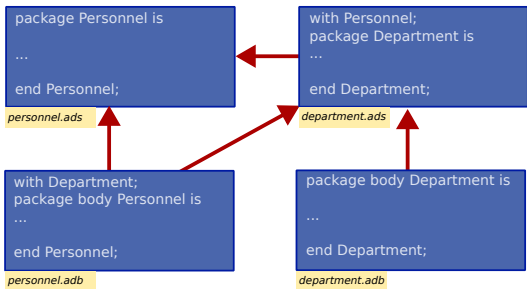 package Personnel is
...
end Personnel;
personnel.ads
with Personnel;
package Department is
...
end Department;
department.ads
with Department;
package body Personnel is
...
end Personnel;
personnel.adb
package body Department is
...
end Department;
department.adb